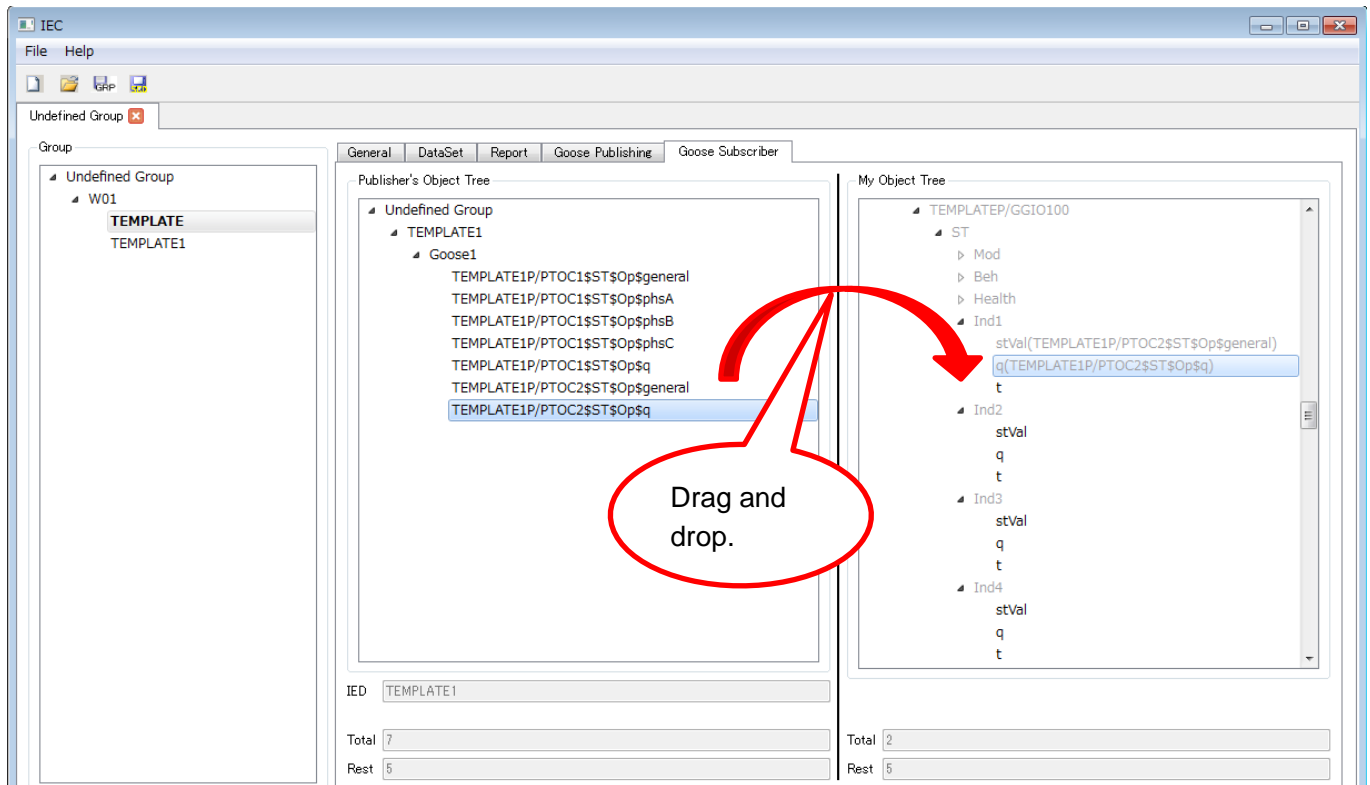 IEC
File Help
GRP
Undefined Group
Group
Undefined Group
W01
TEMPLATE
TEMPLATE1
General DataSet Report Goose Publishing Goose Subscriber
Publisher's Object Tree
Undefined Group
TEMPLATE1
Goose1
TEMPLATE1P/PTOC1$ST$Op$general
TEMPLATE1P/PTOC1$ST$Op$phsA
TEMPLATE1P/PTOC1$ST$Op$phsB
TEMPLATE1P/PTOC1$ST$Op$phsC
TEMPLATE1P/PTOC1$ST$Op$q
TEMPLATE1P/PTOC2$ST$Op$general
TEMPLATE1P/PTOC2$ST$Op$q
My Object Tree
TEMPLATEP/GGIO100
ST
Mod
Beh
Health
Ind1
stVal(TEMPLATE1P/PTOC2$ST$Op$general)
q(TEMPLATE1P/PTOC2$ST$Op$q)
t
Ind2
stVal
q
t
Ind3
stVal
q
t
Ind4
stVal
q
t
Drag and
drop.
IED TEMPLATE1
Total 7
Rest 5
Total 2
Rest 5